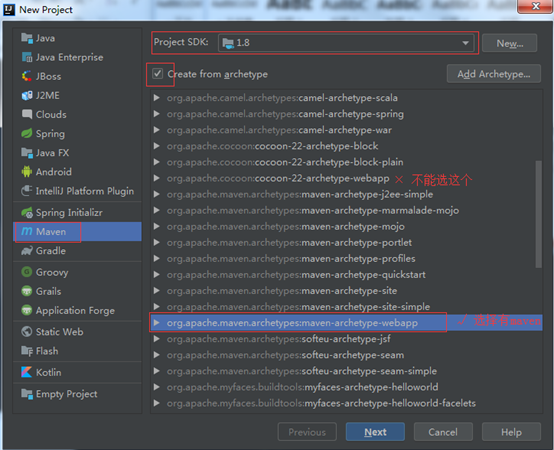 New Project
Java
Java Enterprise
JBoss
J2ME
Clouds
Spring
Java FX
Android
IntelliJ Platform Plugin
Spring Initializr
Maven
Gradle
Groovy
Grails
Application Forge
Static Web
Flash
Kotlin
Empty Project
Project SDK: 1.8 New...
Create from archetype Add Archetype...
org.apache.camel.archetypes:camel-archetype-scala
org.apache.camel.archetypes:camel-archetype-spring
org.apache.camel.archetypes:camel-archetype-war
org.apache.cocoon:cocoon-22-archetype-block
org.apache.cocoon:cocoon-22-archetype-block-plain
org.apache.cocoon:cocoon-22-archetype-webapp × 不能选这个
org.apache.maven.archetypes:maven-archetype-j2ee-simple
org.apache.maven.archetypes:maven-archetype-marmalade-mojo
org.apache.maven.archetypes:maven-archetype-mojo
org.apache.maven.archetypes:maven-archetype-portlet
org.apache.maven.archetypes:maven-archetype-profiles
org.apache.maven.archetypes:maven-archetype-quickstart
org.apache.maven.archetypes:maven-archetype-site
org.apache.maven.archetypes:maven-archetype-site-simple
org.apache.maven.archetypes:maven-archetype-webapp ✓ 选择有
org.apache.maven.archetypes:softeu-archetype-jsf
org.apache.maven.archetypes:softeu-archetype-seam
org.apache.maven.archetypes:softeu-archetype-seam-simple
org.apache.myfaces.buildtools:myfaces-archetype-helloworld
org.apache.myfaces.buildtools:myfaces-archetype-helloworld-facelets
Previous Next Cancel Help